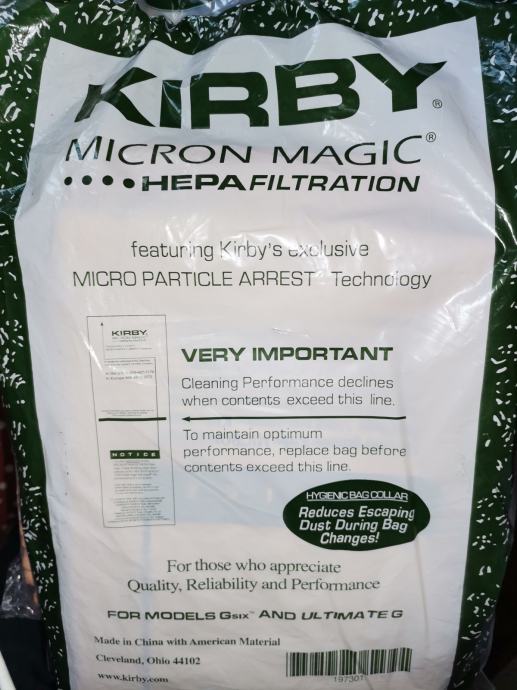 KIRBY®
MICRON MAGIC®
••••HEPAFILTRATION
featuring Kirby's exclusive
MICRO PARTICLE ARREST™ Technology
KIRBY
VERY IMPORTANT
Cleaning Performance declines
when contents exceed this line.
To maintain optimum
performance, replace bag before
contents exceed this line.
NOTICE
HYGIENIC BAG COLLAR
Reduces Escaping
Dust During Bag
Changes!
For those who appreciate
Quality, Reliability and Performance
FOR MODELS Gsix™ AND ULTIMATE G
Made in China with American Material
Cleveland, Ohio 44102
www.kirby.com
197301